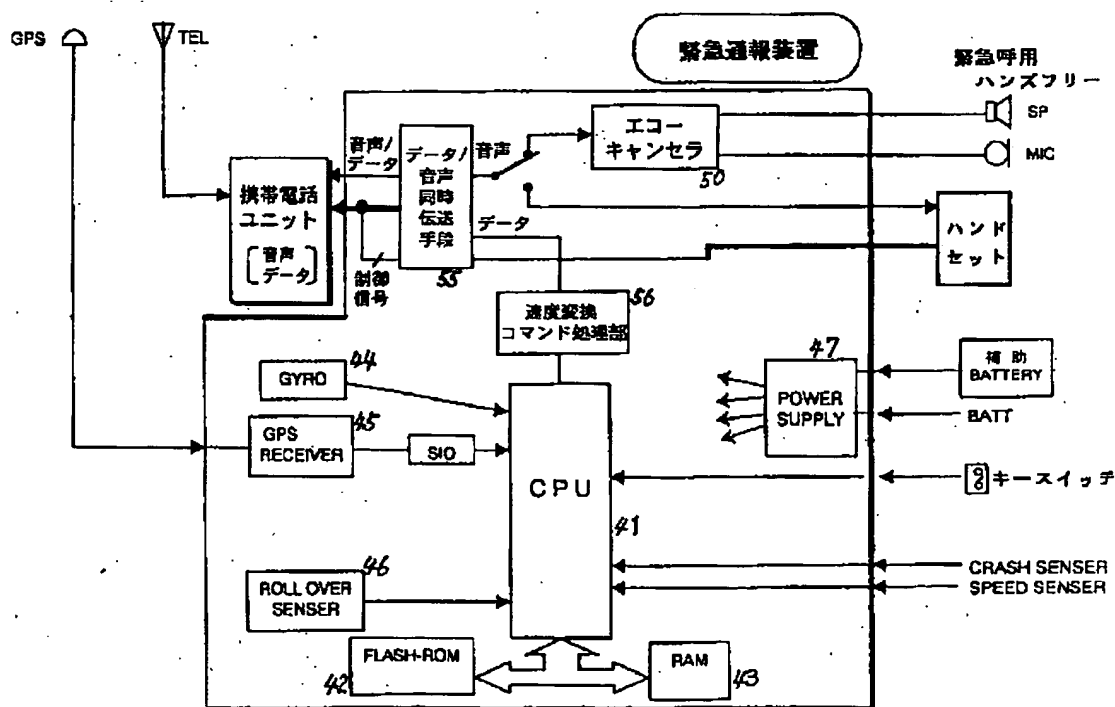 GPS
TEL
緊急通報装置
緊急呼用
ハンズフリー
SP
MIC
エコー
キャンセラ
50
音声/
データ
データ/
音声
同時
伝送
手段
55
音声
データ
携帯電話
ユニット
音声
データ
制御
信号
ハンド
セット
速度変換
コマンド処理部
56
GYRO
44
GPS
RECEIVER
45
SIO
CPU
41
POWER
SUPPLY
47
補助
BATTERY
BATT
キースイッチ
CRASH SENSER
SPEED SENSER
ROLL OVER
SENSER
46
FLASH-ROM
42
RAM
43